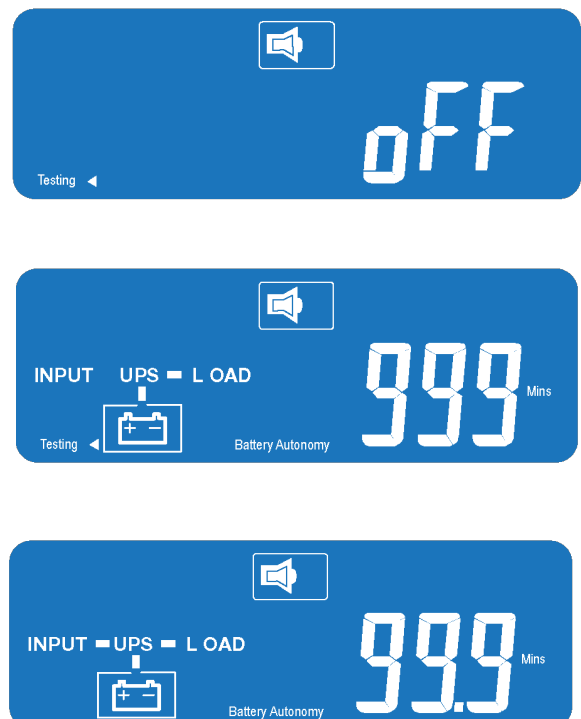 oFF
Testing
999
INPUT UPS L OAD
Mins
+ -
Testing
Battery Autonomy
99.9
INPUT UPS L OAD
Mins
+ -
Battery Autonomy